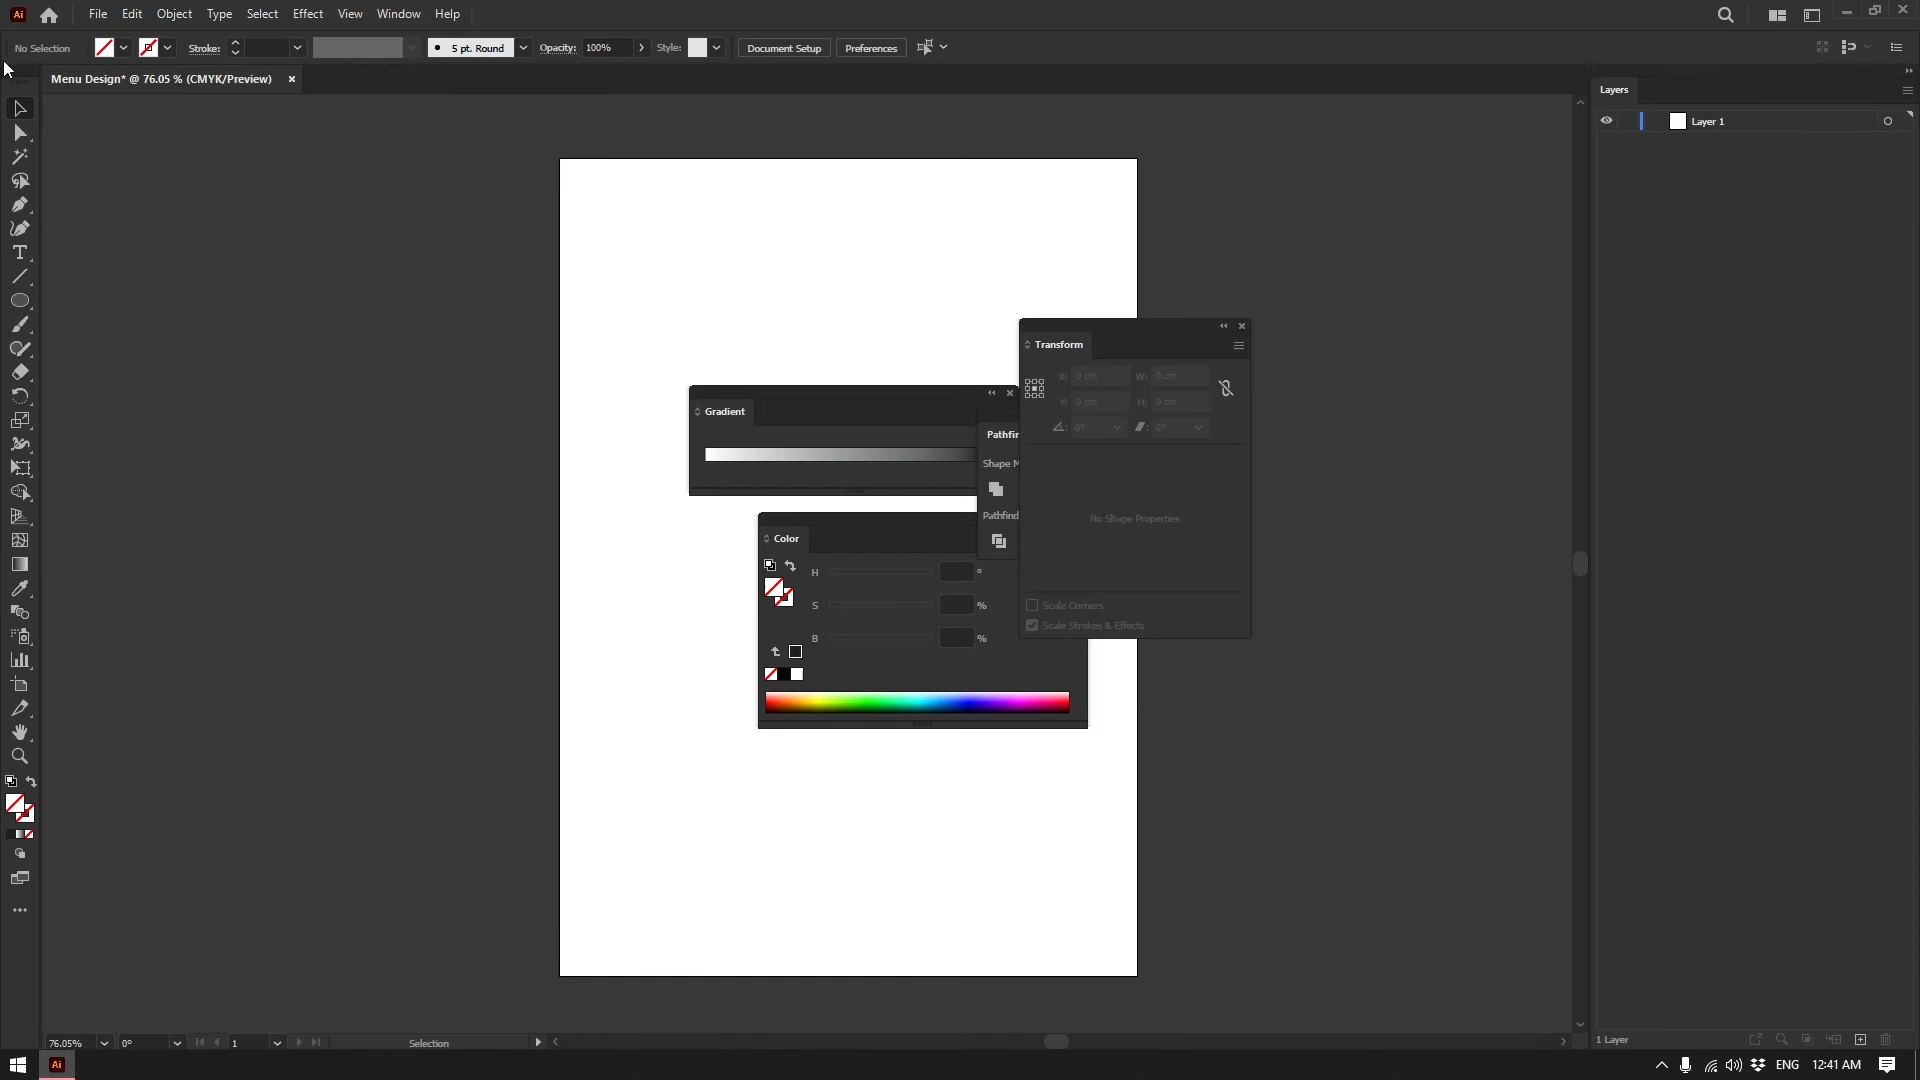 Ai File Edit Object Type Select Effect View Window Help
No Selection Stroke: 5 pt. Round Opacity: 100% Style: Document Setup Preferences
Menu Design* @ 76.05 % (CMYK/Preview)
Layers
Layer 1
Transform
X: 0 cm W: 0 cm
Y: 0 cm H: 0 cm
0° 0°
No Shape Properties
Scale Corners
Scale Strokes & Effects
Gradient
Pathfin
Shape M
Pathfind
Color
H °
S %
B %
76.05% 0° 1 Selection
1 Layer
Ai ENG 12:41 AM